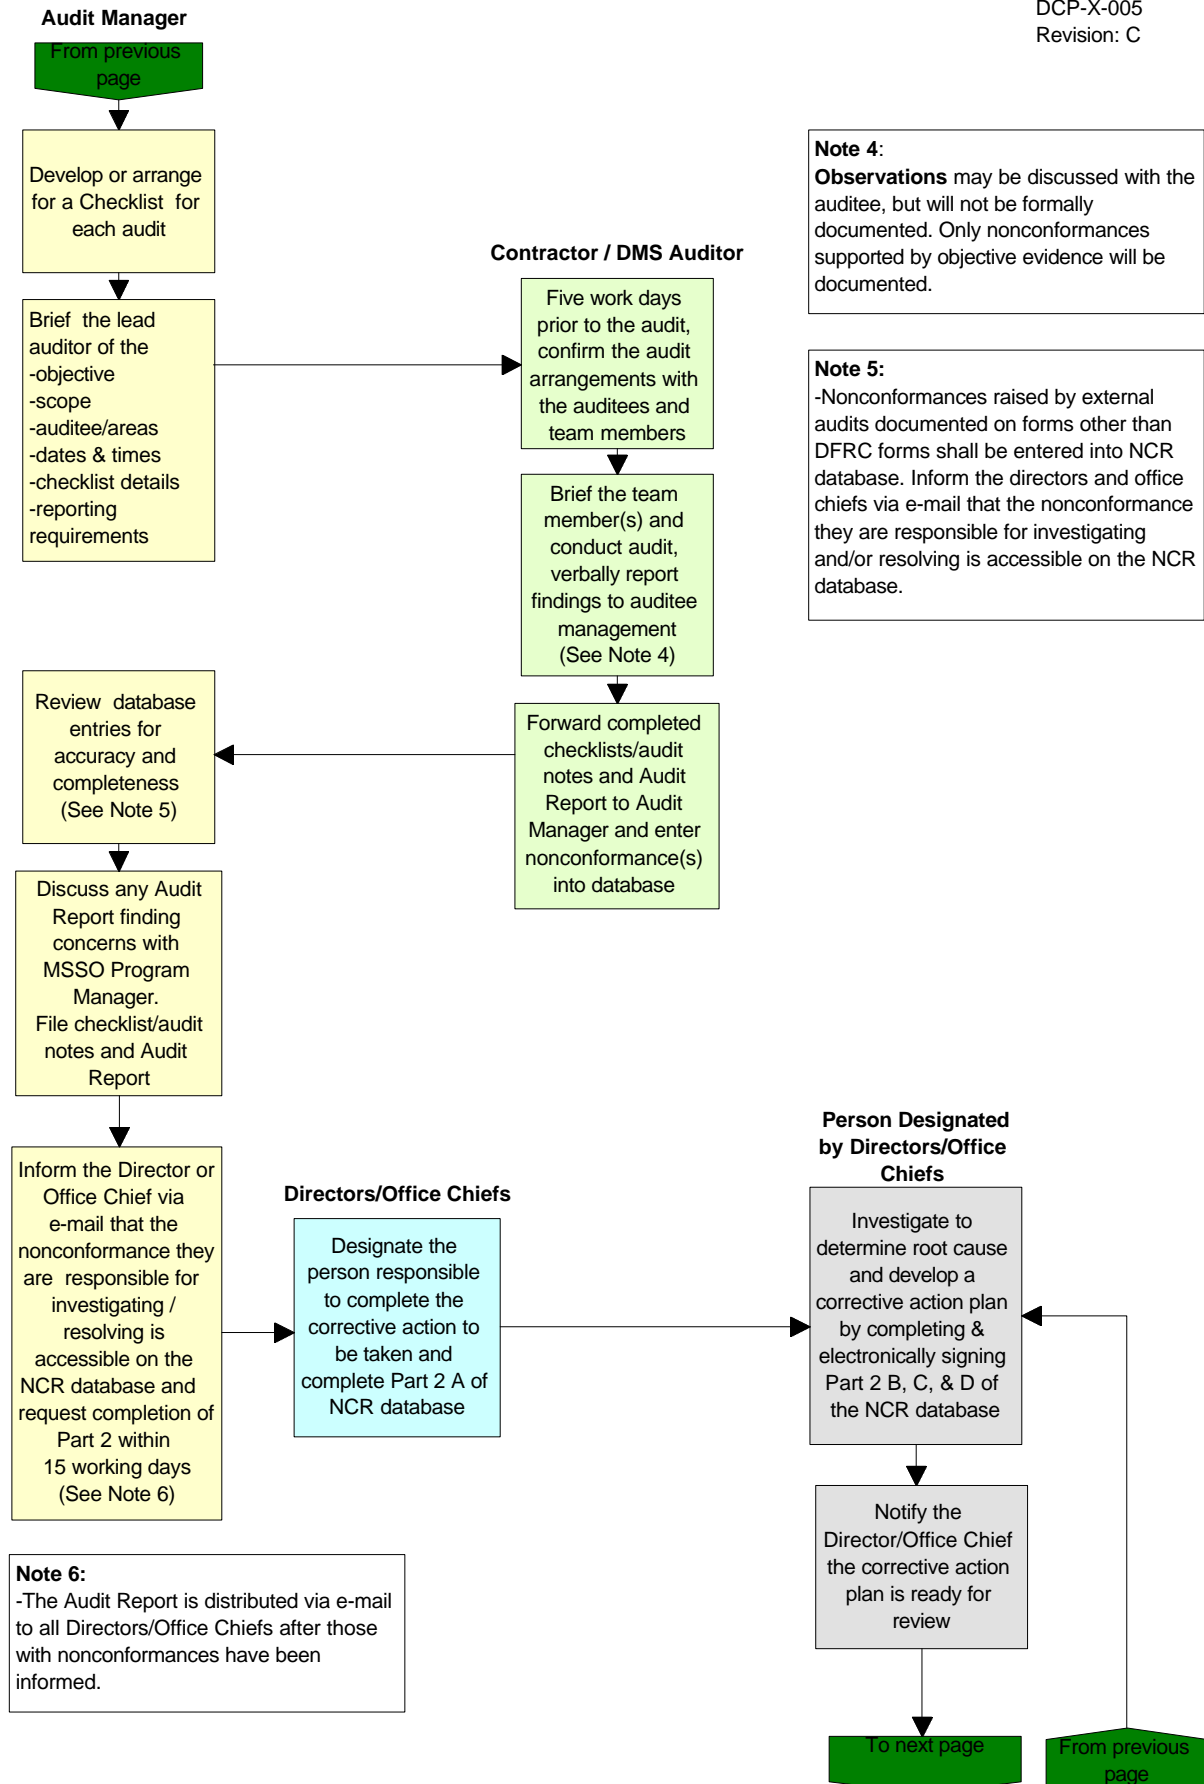 DCP-X-005
Revision: C
Audit Manager
From previous
page
Develop or arrange
for a Checklist for
each audit
Brief the lead
auditor of the
-objective
-scope
-auditee/areas
-dates & times
-checklist details
-reporting
requirements
Contractor / DMS Auditor
Five work days
prior to the audit,
confirm the audit
arrangements with
the auditees and
team members
Brief the team
member(s) and
conduct audit,
verbally report
findings to auditee
management
(See Note 4)
Forward completed
checklists/audit
notes and Audit
Report to Audit
Manager and enter
nonconformance(s)
into database
Note 4:
Observations may be discussed with the
auditee, but will not be formally
documented. Only nonconformances
supported by objective evidence will be
documented.
Note 5:
-Nonconformances raised by external
audits documented on forms other than
DFRC forms shall be entered into NCR
database. Inform the directors and office
chiefs via e-mail that the nonconformance
they are responsible for investigating
and/or resolving is accessible on the NCR
database.
Review database
entries for
accuracy and
completeness
(See Note 5)
Discuss any Audit
Report finding
concerns with
MSSO Program
Manager.
File checklist/audit
notes and Audit
Report
Inform the Director or
Office Chief via
e-mail that the
nonconformance they
are responsible for
investigating /
resolving is
accessible on the
NCR database and
request completion of
Part 2 within
15 working days
(See Note 6)
Directors/Office Chiefs
Designate the
person responsible
to complete the
corrective action to
be taken and
complete Part 2 A of
NCR database
Person Designated
by Directors/Office
Chiefs
Investigate to
determine root cause
and develop a
corrective action plan
by completing &
electronically signing
Part 2 B, C, & D of
the NCR database
Notify the
Director/Office Chief
the corrective action
plan is ready for
review
Note 6:
-The Audit Report is distributed via e-mail
to all Directors/Office Chiefs after those
with nonconformances have been
informed.
To next page
From previous
page